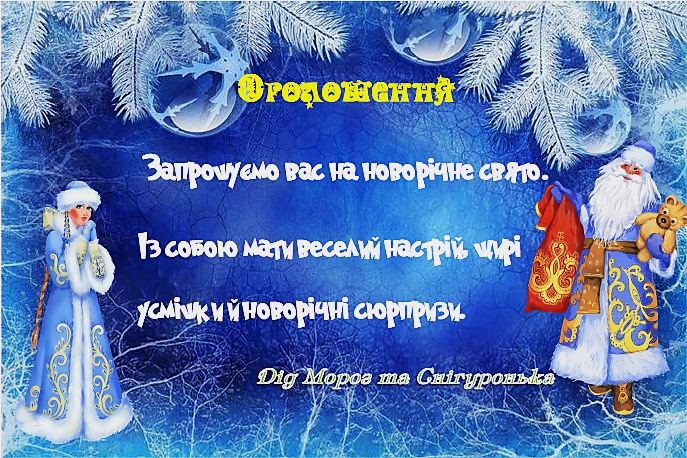 Оголошення
Запрошуємо вас на новорічне свято.
Із собою мати веселий настрій, щирі
усмішки й новорічні сюрпризи.
Дід Мороз та Снігуронька